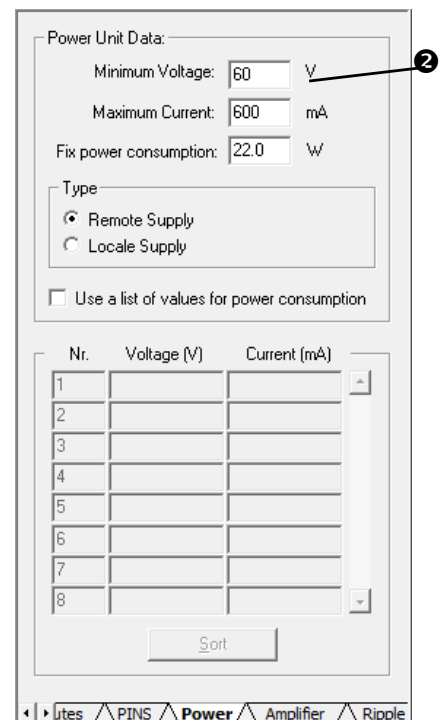 Power Unit Data:
Minimum Voltage: 60 V
❷
Maximum Current: 600 mA
Fix power consumption: 22.0 W
Type
Remote Supply
Locale Supply
Use a list of values for power consumption
Nr. Voltage (V) Current (mA)
1
2
3
4
5
6
7
8
Sort
utes PINS Power Amplifier Ripple